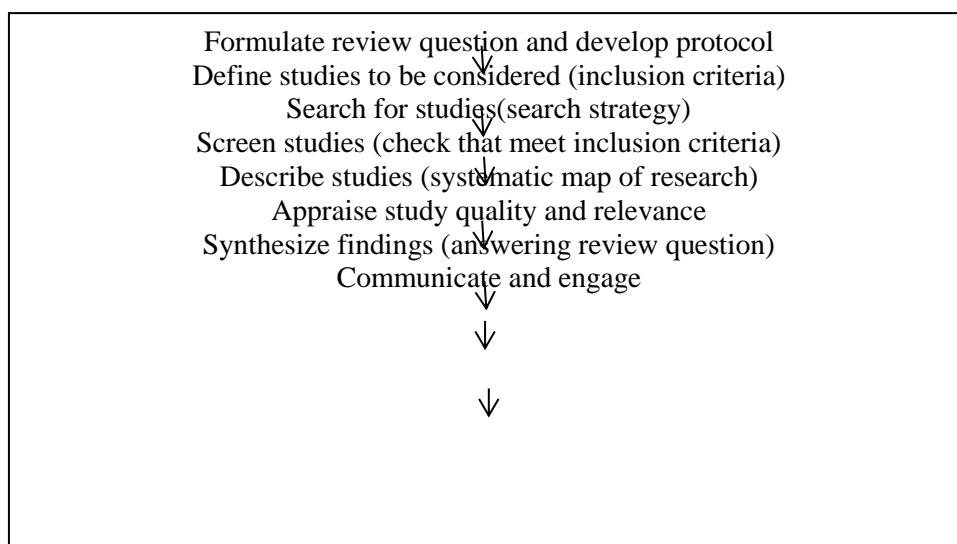 Formulate review question and develop protocol
Define studies to be considered (inclusion criteria)
Search for studies(search strategy)
Screen studies (check that meet inclusion criteria)
Describe studies (systematic map of research)
Appraise study quality and relevance
Synthesize findings (answering review question)
Communicate and engage